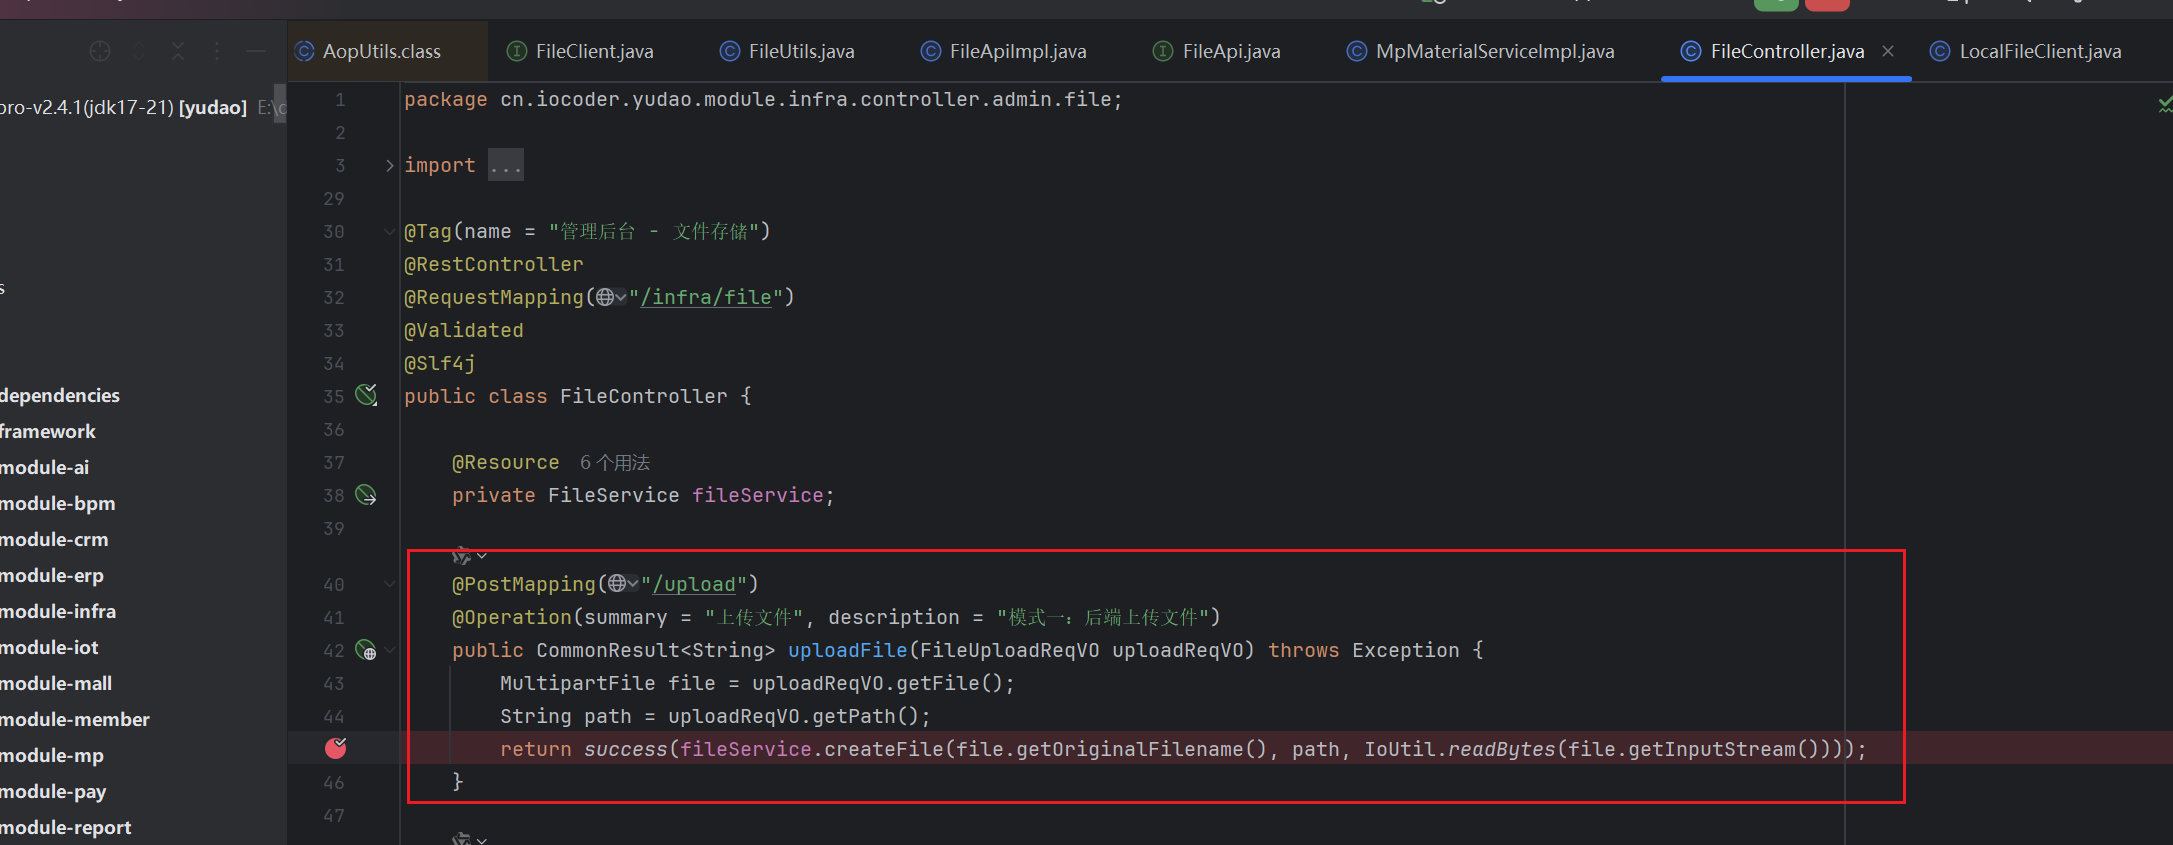 AopUtils.class FileClient.java FileUtils.java FileApiImpl.java FileApi.java MpMaterialServiceImpl.java FileController.java LocalFileClient.java
pro-v2.4.1(jdk17-21) [yudao] E:\
s
dependencies
framework
module-ai
module-bpm
module-crm
module-erp
module-infra
module-iot
module-mall
module-member
module-mp
module-pay
module-report
1 package cn.iocoder.yudao.module.infra.controller.admin.file;
2
3 import ...
29
30 @Tag(name = "管理后台 - 文件存储")
31 @RestController
32 @RequestMapping("/infra/file")
33 @Validated
34 @Slf4j
35 public class FileController {
36
37 @Resource 6 个用法
38 private FileService fileService;
39
40 @PostMapping("/upload")
41 @Operation(summary = "上传文件", description = "模式一：后端上传文件")
42 public CommonResult<String> uploadFile(FileUploadReqVO uploadReqVO) throws Exception {
43 MultipartFile file = uploadReqVO.getFile();
44 String path = uploadReqVO.getPath();
return success(fileService.createFile(file.getOriginalFilename(), path, IoUtil.readBytes(file.getInputStream())));
46 }
47